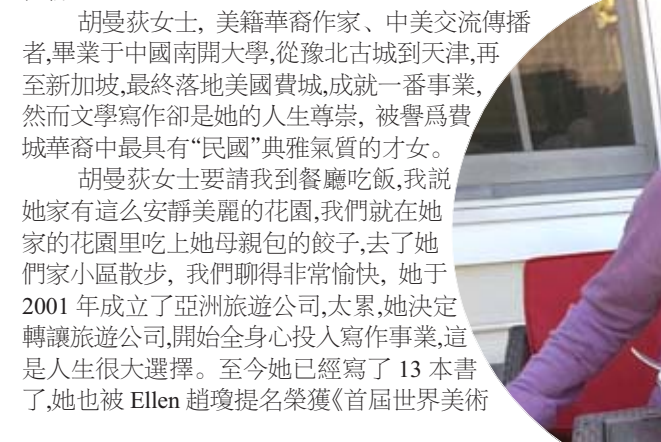 胡曼荻女士, 美籍華裔作家、中美交流傳播
者,畢業于中國南開大學,從豫北古城到天津,再
至新加坡,最終落地美國費城,成就一番事業,
然而文學寫作卻是她的人生尊崇, 被譽爲費
城華裔中最具有“民國”典雅氣質的才女。
胡曼荻女士要請我到餐廳吃飯,我説
她家有這么安靜美麗的花園,我們就在她
家的花園里吃上她母親包的餃子,去了她
們家小區散步, 我們聊得非常愉快, 她于
2001 年成立了亞洲旅遊公司,太累,她決定
轉讓旅遊公司,開始全身心投入寫作事業,這
是人生很大選擇。至今她已經寫了 13 本書
了,她也被 Ellen 趙瓊提名榮獲《首屆世界美術